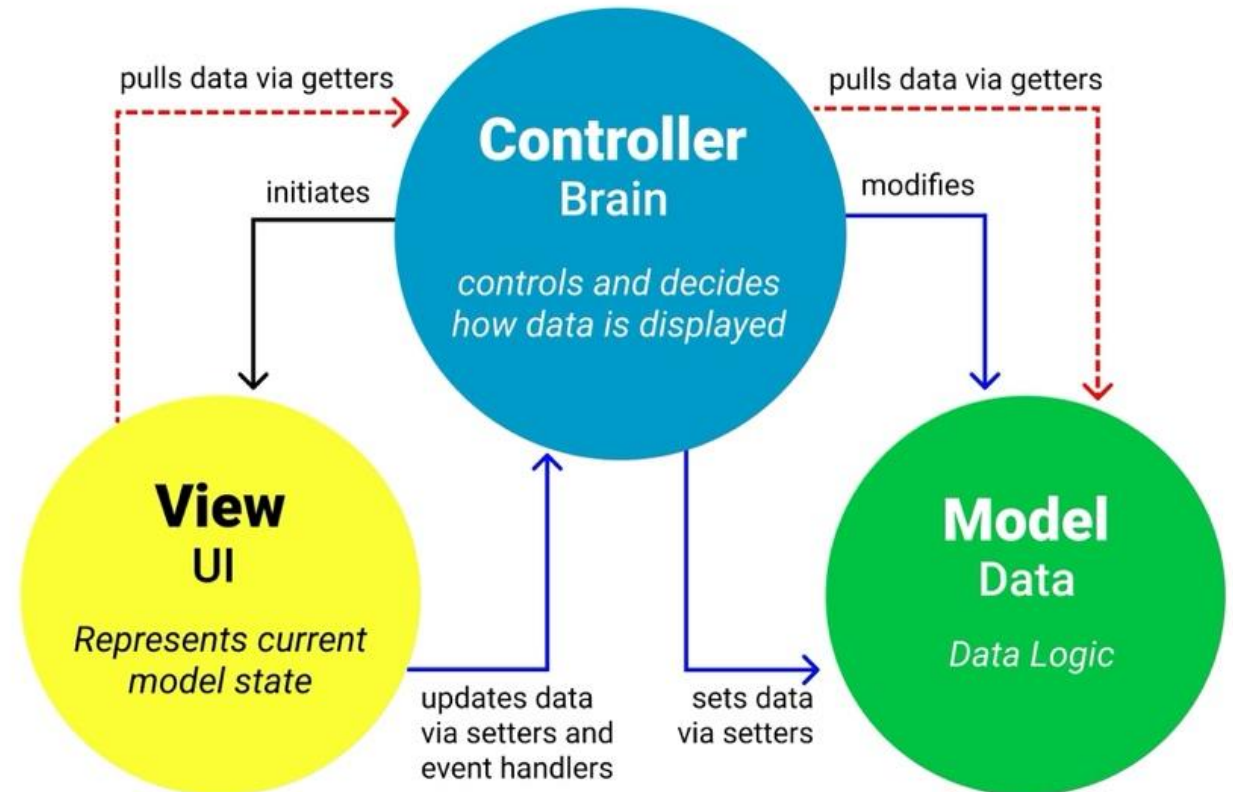 pulls data via getters
pulls data via getters
Controller
Brain
initiates
modifies
controls and decides
how data is displayed
View
UI
Represents current
model state
Model
Data
Data Logic
updates data
via setters and
event handlers
sets data
via setters